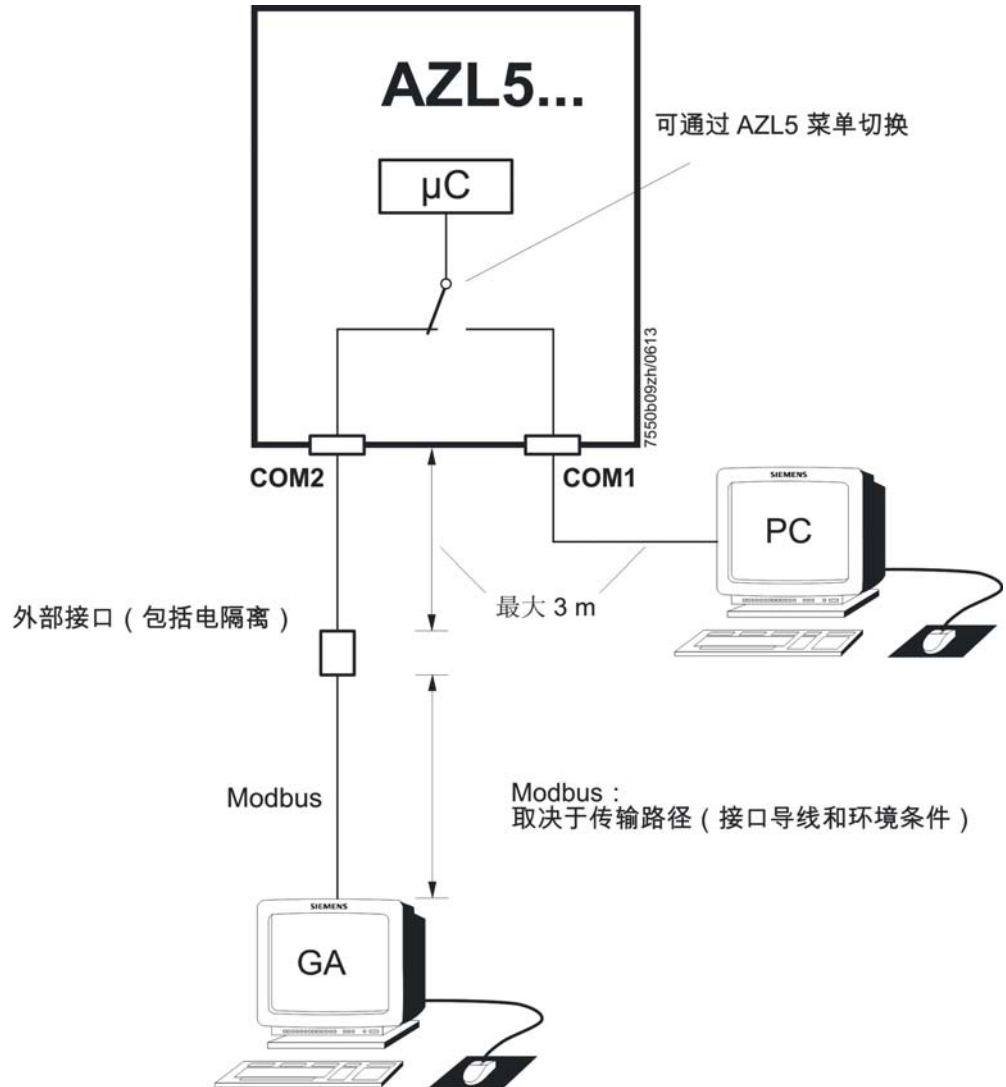 AZL5...
可通过 AZL5 菜单切换
µC
7550b09zh/0613
COM2
COM1
SIEMENS
PC
最大 3 m
外部接口（包括电隔离）
Modbus
Modbus：
取决于传输路径（接口导线和环境条件）
SIEMENS
GA